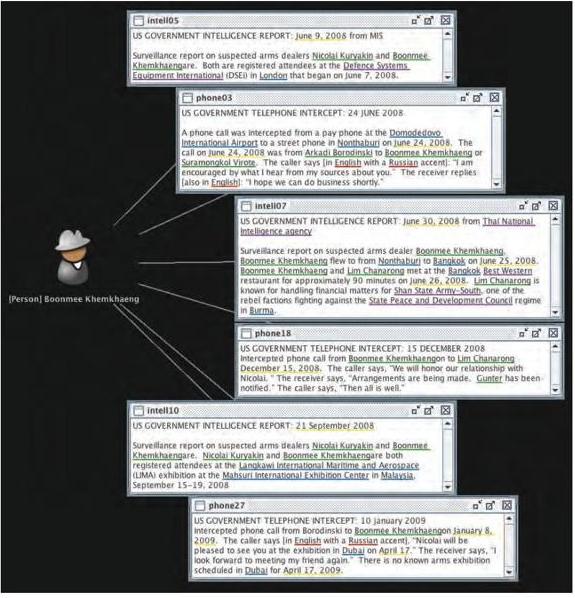 intell05
US GOVERNMENT INTELLIGENCE REPORT: June 9, 2008 from MIS
Surveillance report on suspected arms dealers Nicolai Kuryakin and Boonmee
Khemkhaengare. Both are registered attendees at the Defence Systems
Equipment International (DSEi) in London that began on June 7, 2008.
phone03
US GOVERNMENT TELEPHONE INTERCEPT: 24 JUNE 2008
A phone call was intercepted from a pay phone at the Domodedovo
International Airport to a street phone in Nonthaburi on June 24, 2008. The
call on June 24, 2008 was from Arkadi Borodinski to Boonmee Khemkhaeng or
Suramongkol Virote. The caller says [in English with a Russian accent]: "I am
encouraged by what I hear from my sources about you." The receiver replies
[also in English]: "I hope we can do business shortly."
intell07
US GOVERNMENT INTELLIGENCE REPORT: June 30, 2008 from Thai National
Intelligence agency
Surveillance report on suspected arms dealer Boonmee Khemkhaeng.
Boonmee Khemkhaeng flew to from Nonthaburi to Bangkok on June 25, 2008.
Boonmee Khemkhaeng and Lim Chanarong met at the Bangkok Best Western
restaurant for approximately 90 minutes on June 26, 2008. Lim Chanarong is
known for handling financial matters for Shan State Army-South, one of the
rebel factions fighting against the State Peace and Development Council regime
in Burma.
[Person] Boonmee Khemkhaeng
phone18
US GOVERNMENT TELEPHONE INTERCEPT: 15 DECEMBER 2008
Intercepted phone call from Boonmee Khemkhaengon to Lim Chanarong
December 15, 2008. The caller says, "We will honor our relationship with
Nicolai. " The receiver says, "Arrangements are being made. Gunter has been
notified." The caller says, "Then all is well."
intell10
US GOVERNMENT INTELLIGENCE REPORT: 21 September 2008
Surveillance report on suspected arms dealers Nicolai Kuryakin and Boonmee
Khemkhaengare. Nicolai Kuryakin and Boonmee Khemkhaengare both
registered attendees at the Langkawi International Maritime and Aerospace
(LIMA) exhibition at the Mahsuri International Exhibition Center in Malaysia,
September 15-19, 2008
phone27
US GOVERNMENT TELEPHONE INTERCEPT: 10 January 2009
Intercepted phone call from Borodinski to Boonmee Khemkhaengon January 8,
2009. The caller says [in English with a Russian accent], "Nicolai will be
pleased to see you at the exhibition in Dubai on April 17." The receiver says, "I
look forward to meeting my friend again." There is no known arms exhibition
scheduled in Dubai for April 17, 2009.